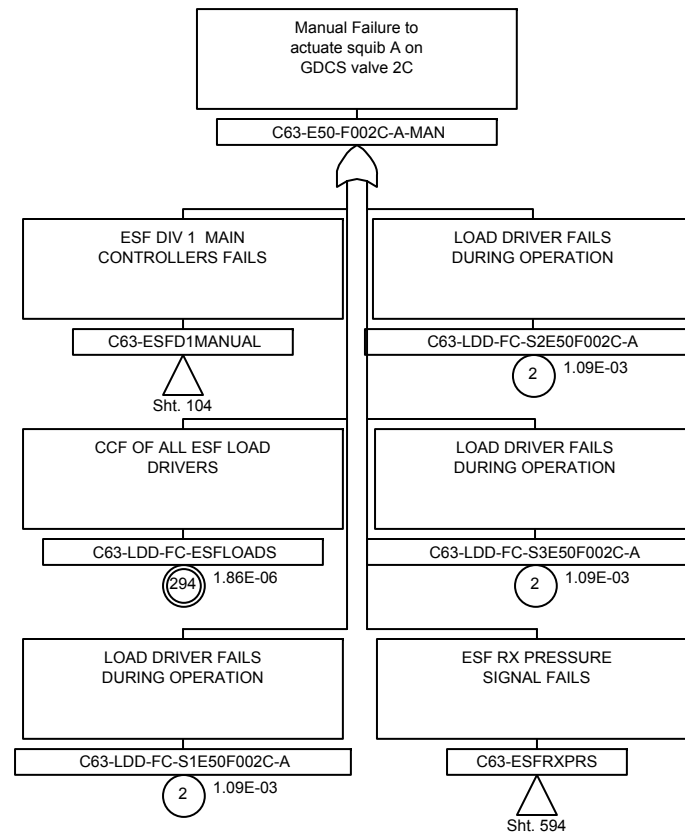 Manual Failure to
actuate squib A on
GDCS valve 2C
C63-E50-F002C-A-MAN
ESF DIV 1 MAIN
CONTROLLERS FAILS
C63-ESFD1MANUAL
Sht. 104
LOAD DRIVER FAILS
DURING OPERATION
C63-LDD-FC-S2E50F002C-A
2
1.09E-03
CCF OF ALL ESF LOAD
DRIVERS
C63-LDD-FC-ESFLOADS
294
1.86E-06
LOAD DRIVER FAILS
DURING OPERATION
C63-LDD-FC-S3E50F002C-A
2
1.09E-03
LOAD DRIVER FAILS
DURING OPERATION
C63-LDD-FC-S1E50F002C-A
2
1.09E-03
ESF RX PRESSURE
SIGNAL FAILS
C63-ESFRXPRS
Sht. 594